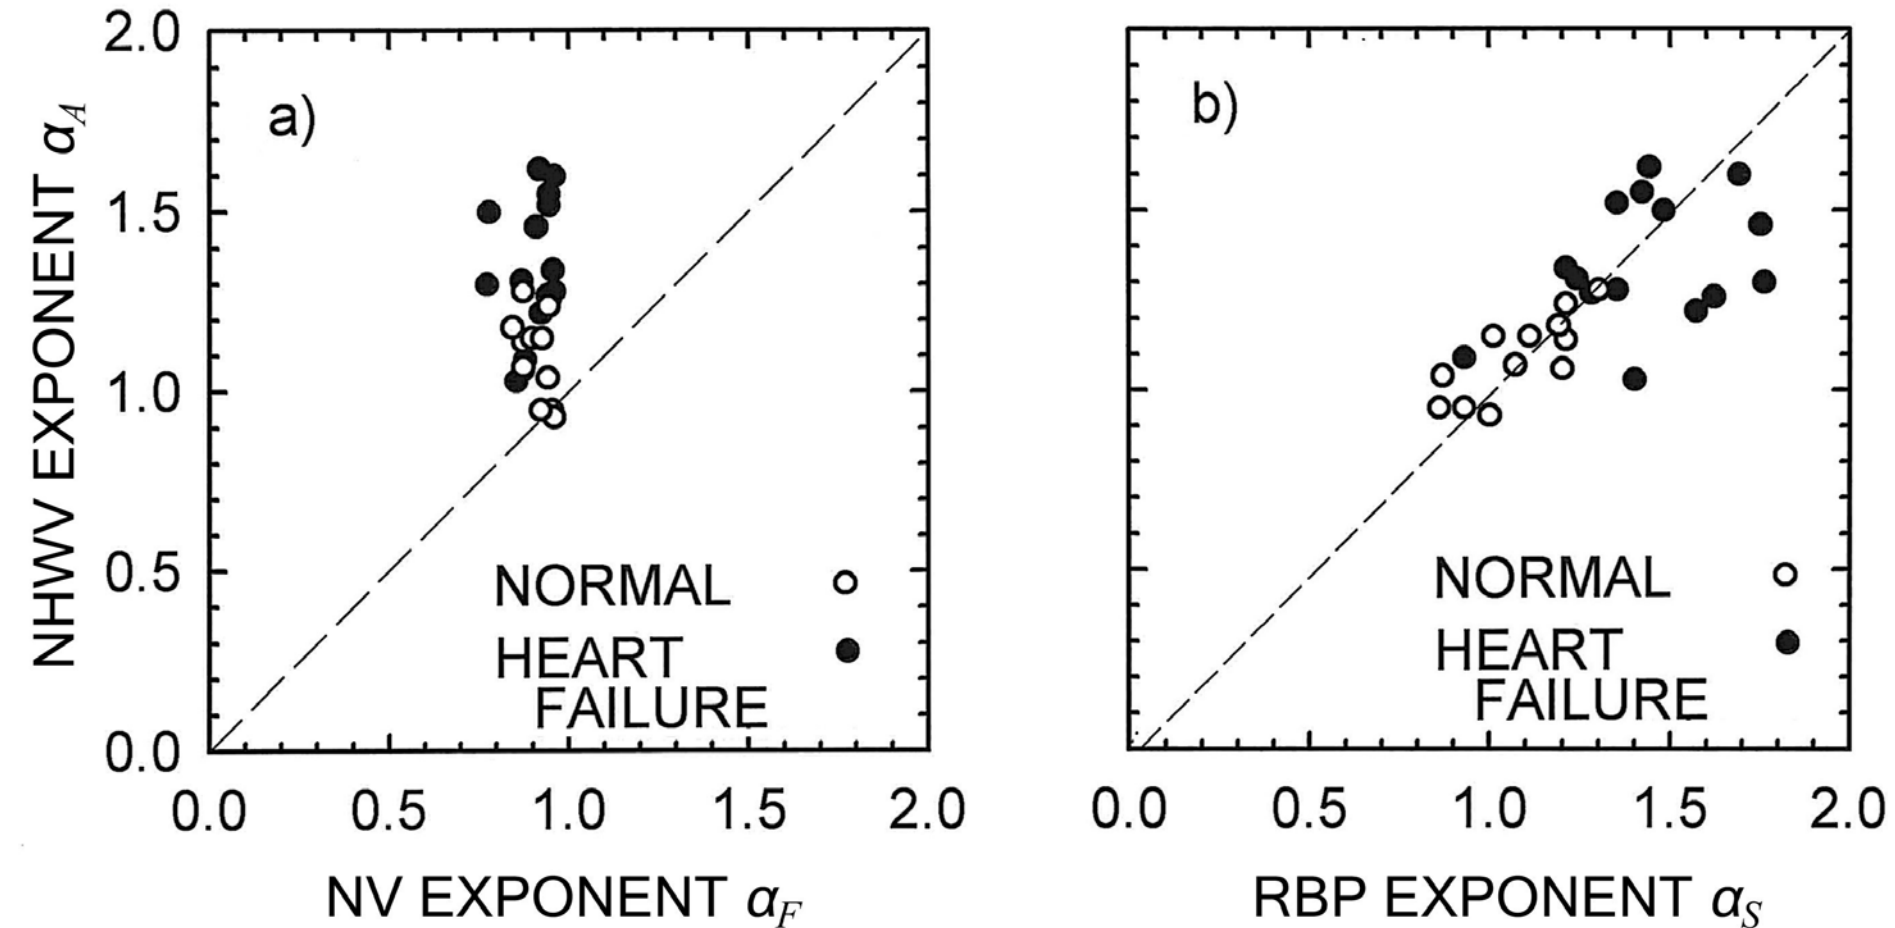 NHWV EXPONENT αA
2.0
1.5
1.0
0.5
0.0
a)
NORMAL
HEART
FAILURE
0.0 0.5 1.0 1.5 2.0
NV EXPONENT αF
b)
NORMAL
HEART
FAILURE
0.0 0.5 1.0 1.5 2.0
RBP EXPONENT αS